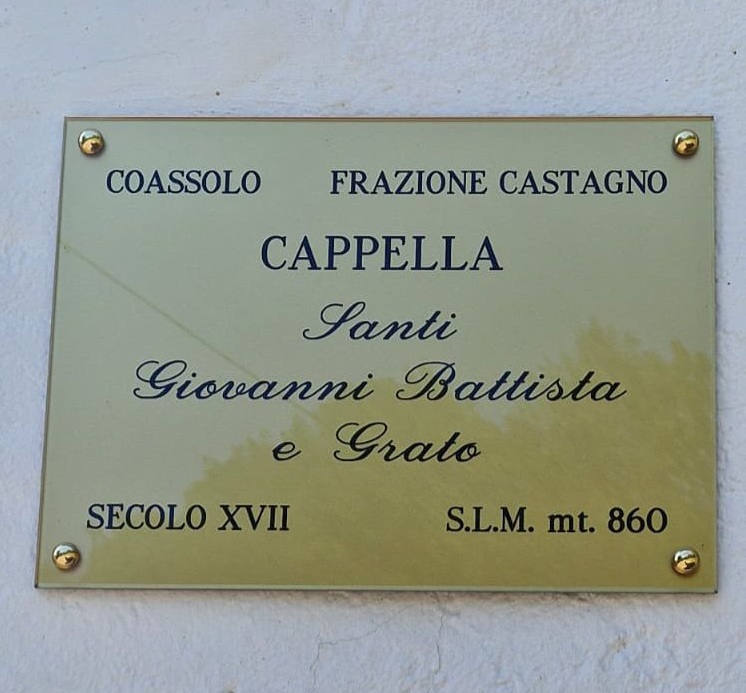 COASSOLO FRAZIONE CASTAGNO
CAPPELLA
Santi
Giovanni Battista
e Grato
SECOLO XVII S.L.M. mt. 860